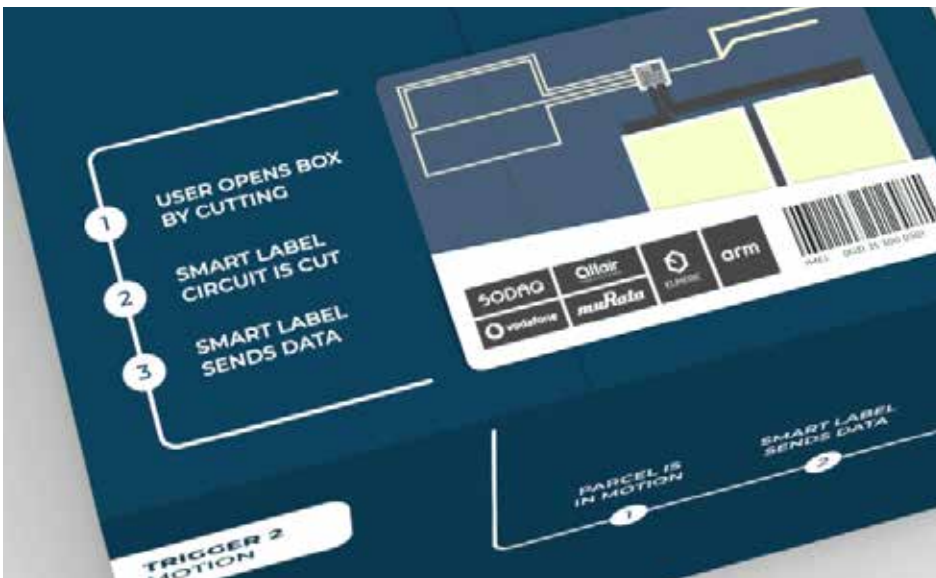 USER OPENS BOX
BY CUTTING
1
SMART LABEL
CIRCUIT IS CUT
2
SMART LABEL
SENDS DATA
3
SODAQ
altair
arm
vodafone
muRata
TRIGGER 2
MOTION
PARCEL IS
IN MOTION
1
SMART LABEL
SENDS DATA
2